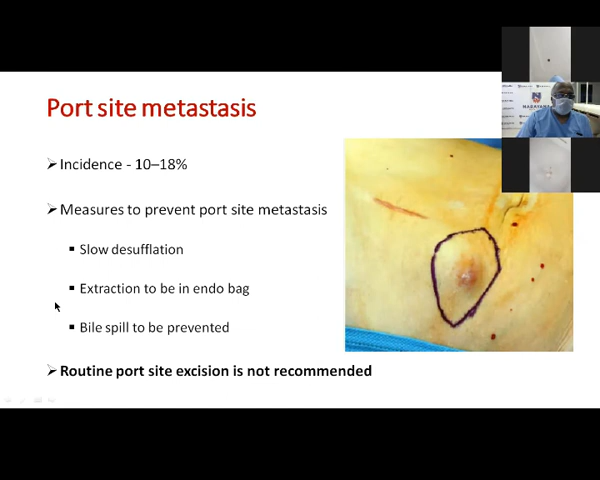 Port site metastasis
➢Incidence - 10–18%
➢Measures to prevent port site metastasis
▪ Slow desufflation
▪ Extraction to be in endo bag
▪ Bile spill to be prevented
➢Routine port site excision is not recommended